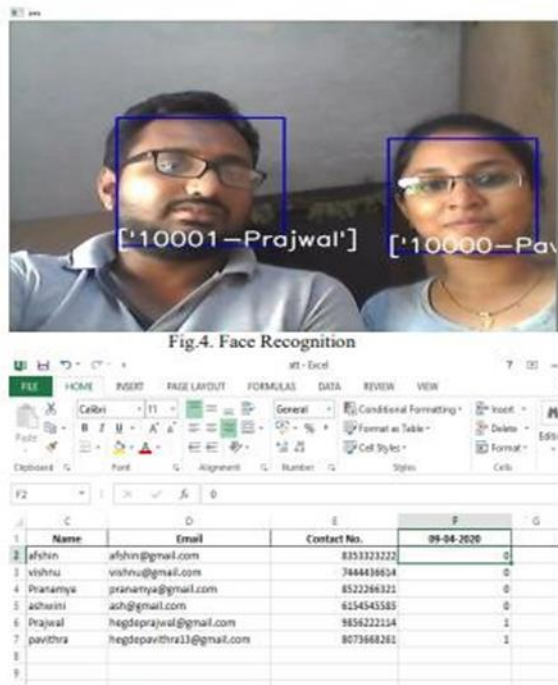 ['10001-Prajwal'] ['10000-Pav
Fig.4. Face Recognition
att - Excel
FILE HOME INSERT PAGE LAYOUT FORMULAS DATA REVIEW VIEW
Calibri 11 General Conditional Formatting Insert
Paste B I U A % Format as Table Delete
Cell Styles Format
Clipboard Font Alignment Number Styles Cells
F2 fx 0
C D E F G
1 Name Email Contact No. 09-04-2020
2 afshin afshin@gmail.com 8353323222 0
3 vishnu vishnu@gmail.com 7444436614 0
4 Pranamya pranamya@gmail.com 8522266321 0
5 ashwini ash@gmail.com 6154545585 0
6 Prajwal hegdeprajwal@gmail.com 9856222114 1
7 pavithra hegdepavithra13@gmail.com 8073668261 1
8
9